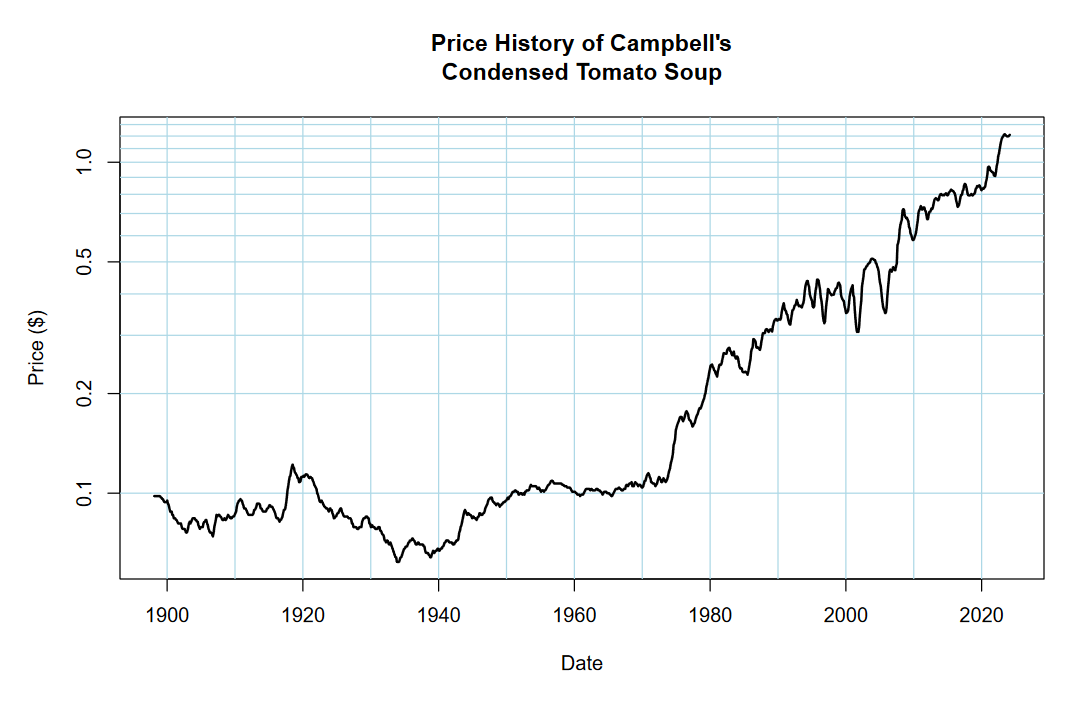 Price History of Campbell's
Condensed Tomato Soup
Price ($)
1.0
0.5
0.2
0.1
1900 1920 1940 1960 1980 2000 2020
Date